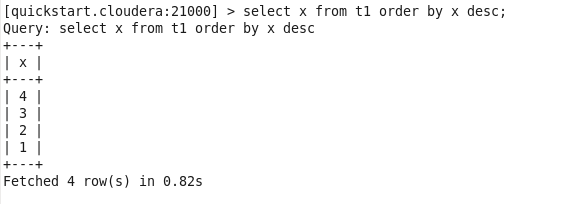 [quickstart.cloudera:21000] > select x from t1 order by x desc;
Query: select x from t1 order by x desc
+---+
| x |
+---+
| 4 |
| 3 |
| 2 |
| 1 |
+---+
Fetched 4 row(s) in 0.82s